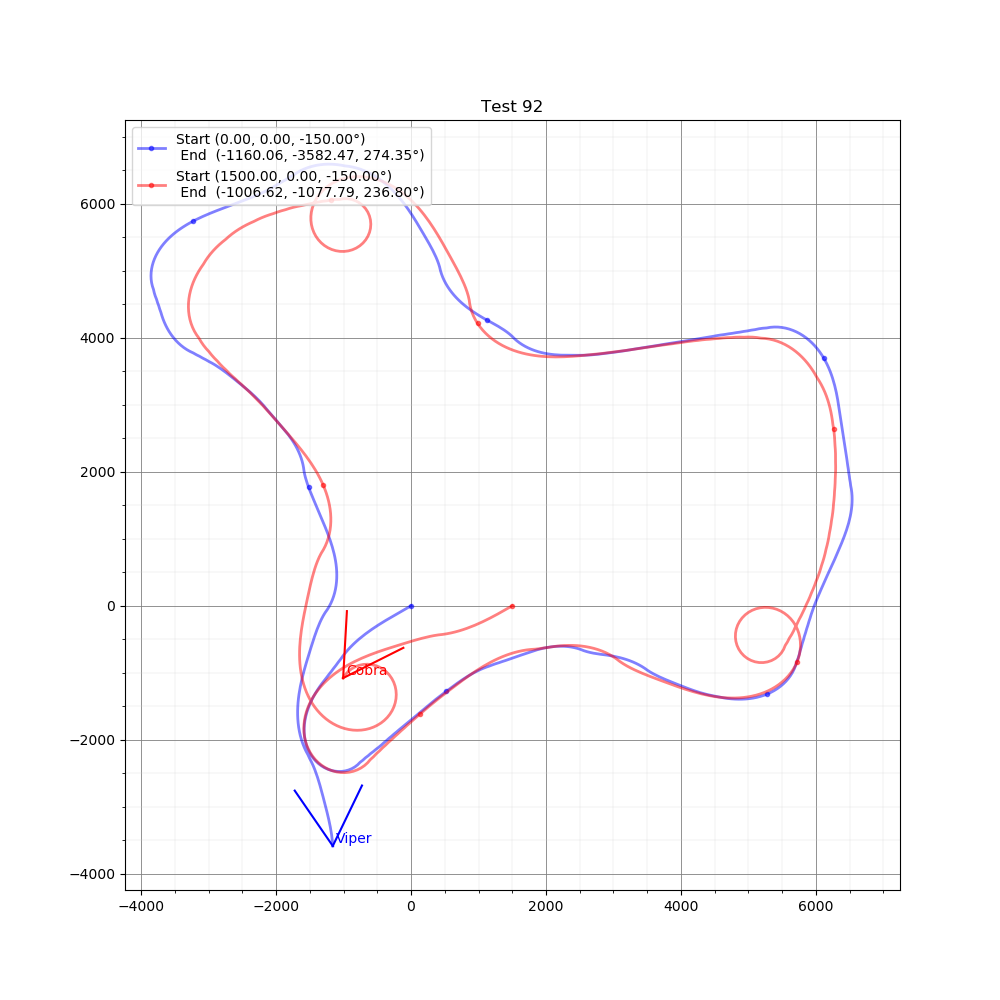 Test 92
Start (0.00, 0.00, -150.00°)
End (-1160.06, -3582.47, 274.35°)
Start (1500.00, 0.00, -150.00°)
End (-1006.62, -1077.79, 236.80°)
6000
4000
2000
0
−2000
−4000
Cobra
Viper
−4000 −2000 0 2000 4000 6000